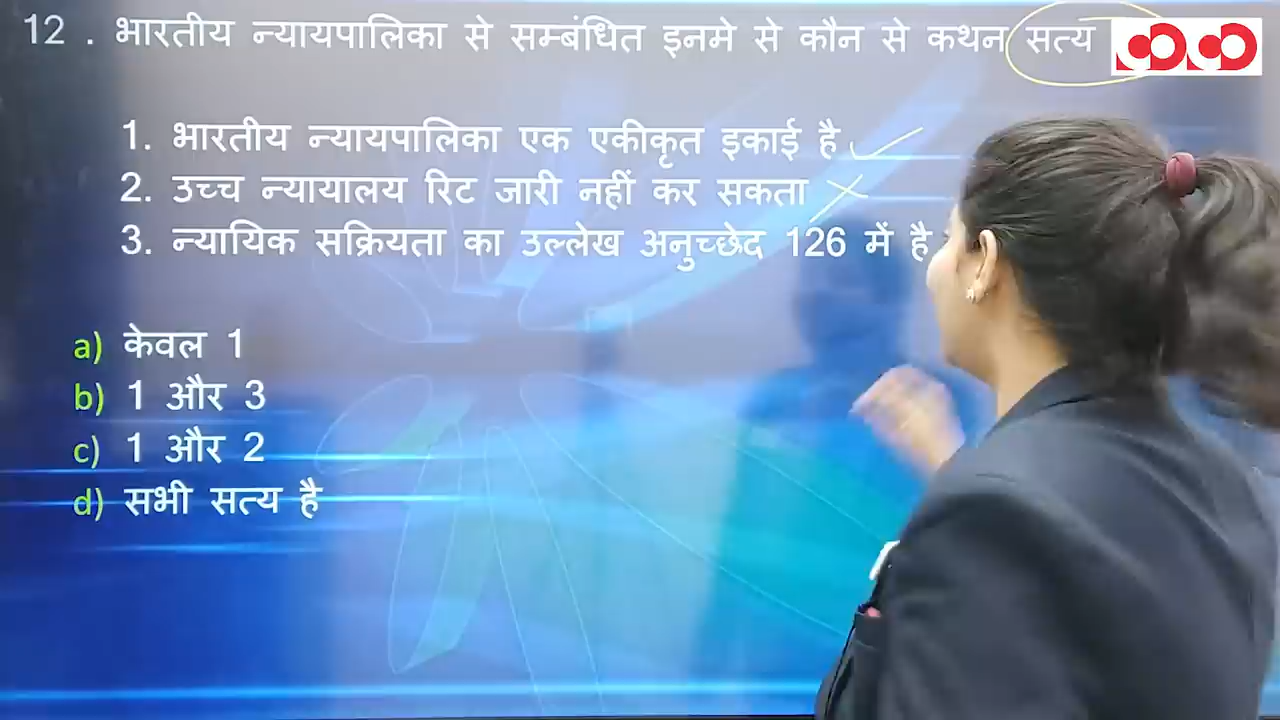 12 . भारतीय न्यायपालिका से सम्बंधित इनमे से कौन से कथन सत्य
1. भारतीय न्यायपालिका एक एकीकृत इकाई है
2. उच्च न्यायालय रिट जारी नहीं कर सकता
3. न्यायिक सक्रियता का उल्लेख अनुच्छेद 126 में है
a) केवल 1
b) 1 और 3
c) 1 और 2
d) सभी सत्य है